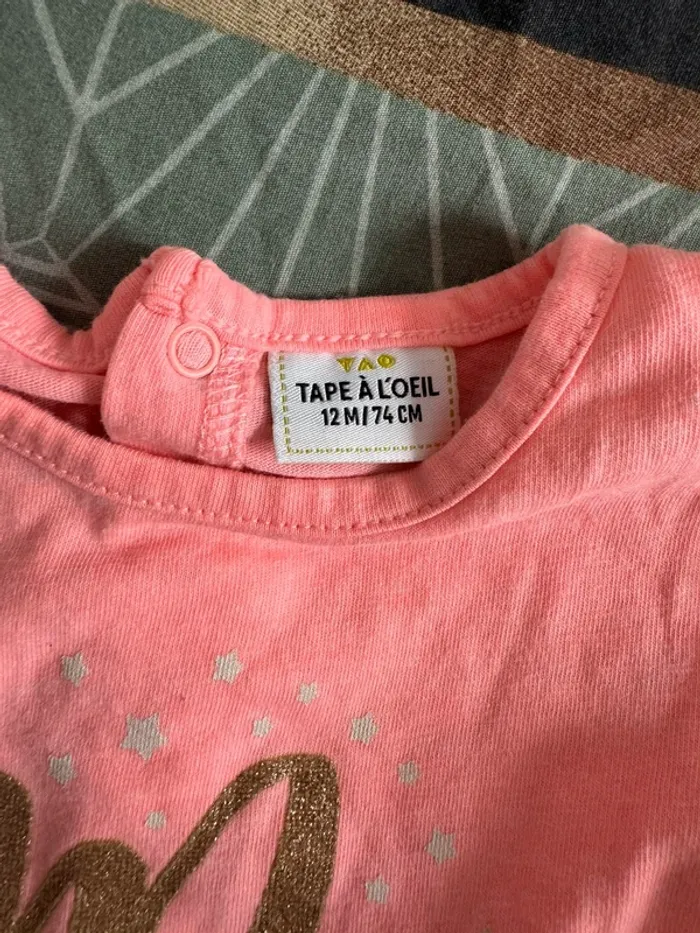 TAO
TAPE À L'OEIL
12 M/74 CM